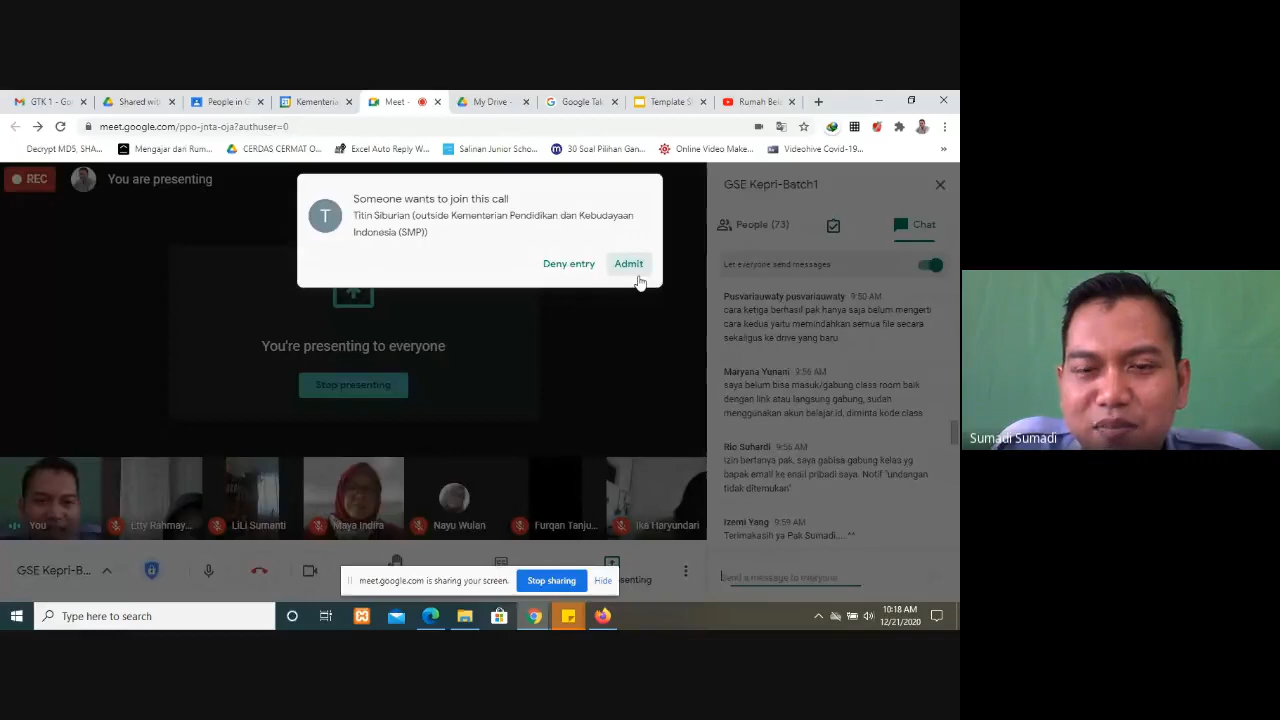 GTK 1 - Go
Shared wit
People in G
Kementeria
Meet -
My Drive -
Google Tak
Template S
Rumah Bel
meet.google.com/ppo-jnta-oja?authuser=0
Decrypt MD5, SHA...
Mengajar dari Rum...
CERDAS CERMAT O...
Excel Auto Reply W...
Salinan Junior Scho...
30 Soal Pilihan Gan...
Online Video Make...
Videohive Covid-19...
REC
You are presenting
Someone wants to join this call
T
Titin Siburian (outside Kementerian Pendidikan dan Kebudayaan
Indonesia (SMP))
Deny entry
Admit
You're presenting to everyone
Stop presenting
GSE Kepri-Batch1
People (73)
Chat
Let everyone send messages
Pusvariauwaty pusvariauwaty 9:50 AM
cara ketiga berhasil pak hanya saja belum mengerti
cara kedua yaitu memindahkan semua file secara
sekaligus ke drive yang baru
Maryana Yunani 9:56 AM
saya belum bisa masuk/gabung class room baik
dengan link atau langsung gabung, sudah
menggunakan akun belajar.id, diminta kode class
Ric Suhardi 9:56 AM
Izin bertanya pak, saya gabisa gabung kelas yg
bapak email ke email pribadi saya. Notif "undangan
tidak ditemukan"
Izemi Yang 9:59 AM
Terimakasih ya Pak Sumadi.... ^^
Send a message to everyone
You
Etty Rahmay...
LiLi Sumanti
Maya Indira
Nayu Wulan
Furqan Tanju...
Ika Haryundari
GSE Kepri-B...
meet.google.com is sharing your screen.
Stop sharing
Hide
Type here to search
10:18 AM
12/21/2020
Sumadi Sumadi